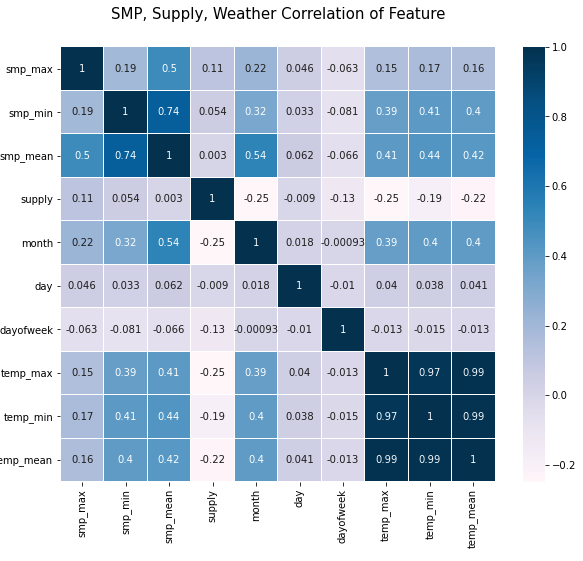 SMP, Supply, Weather Correlation of Feature
smp_max 1 0.19 0.5 0.11 0.22 0.046 -0.063 0.15 0.17 0.16
smp_min 0.19 1 0.74 0.054 0.32 0.033 -0.081 0.39 0.41 0.4
smp_mean 0.5 0.74 1 0.003 0.54 0.062 -0.066 0.41 0.44 0.42
supply 0.11 0.054 0.003 1 -0.25 -0.009 -0.13 -0.25 -0.19 -0.22
month 0.22 0.32 0.54 -0.25 1 0.018 -0.00093 0.39 0.4 0.4
day 0.046 0.033 0.062 -0.009 0.018 1 -0.01 0.04 0.038 0.041
dayofweek -0.063 -0.081 -0.066 -0.13 -0.00093 -0.01 1 -0.013 -0.015 -0.013
temp_max 0.15 0.39 0.41 -0.25 0.39 0.04 -0.013 1 0.97 0.99
temp_min 0.17 0.41 0.44 -0.19 0.4 0.038 -0.015 0.97 1 0.99
emp_mean 0.16 0.4 0.42 -0.22 0.4 0.041 -0.013 0.99 0.99 1
smp_max smp_min smp_mean supply month day dayofweek temp_max temp_min temp_mean
1.0
0.8
0.6
0.4
0.2
0.0
−0.2